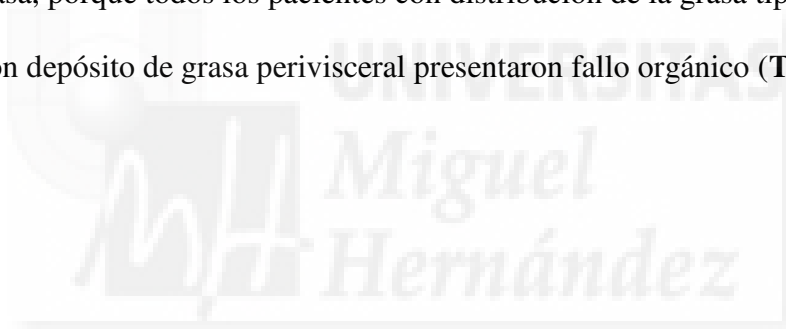 asa, porque todos los pacientes con distribución de la grasa tip
on depósito de grasa perivisceral presentaron fallo orgánico (T
UNIVERSITAS
Miguel
Hernández